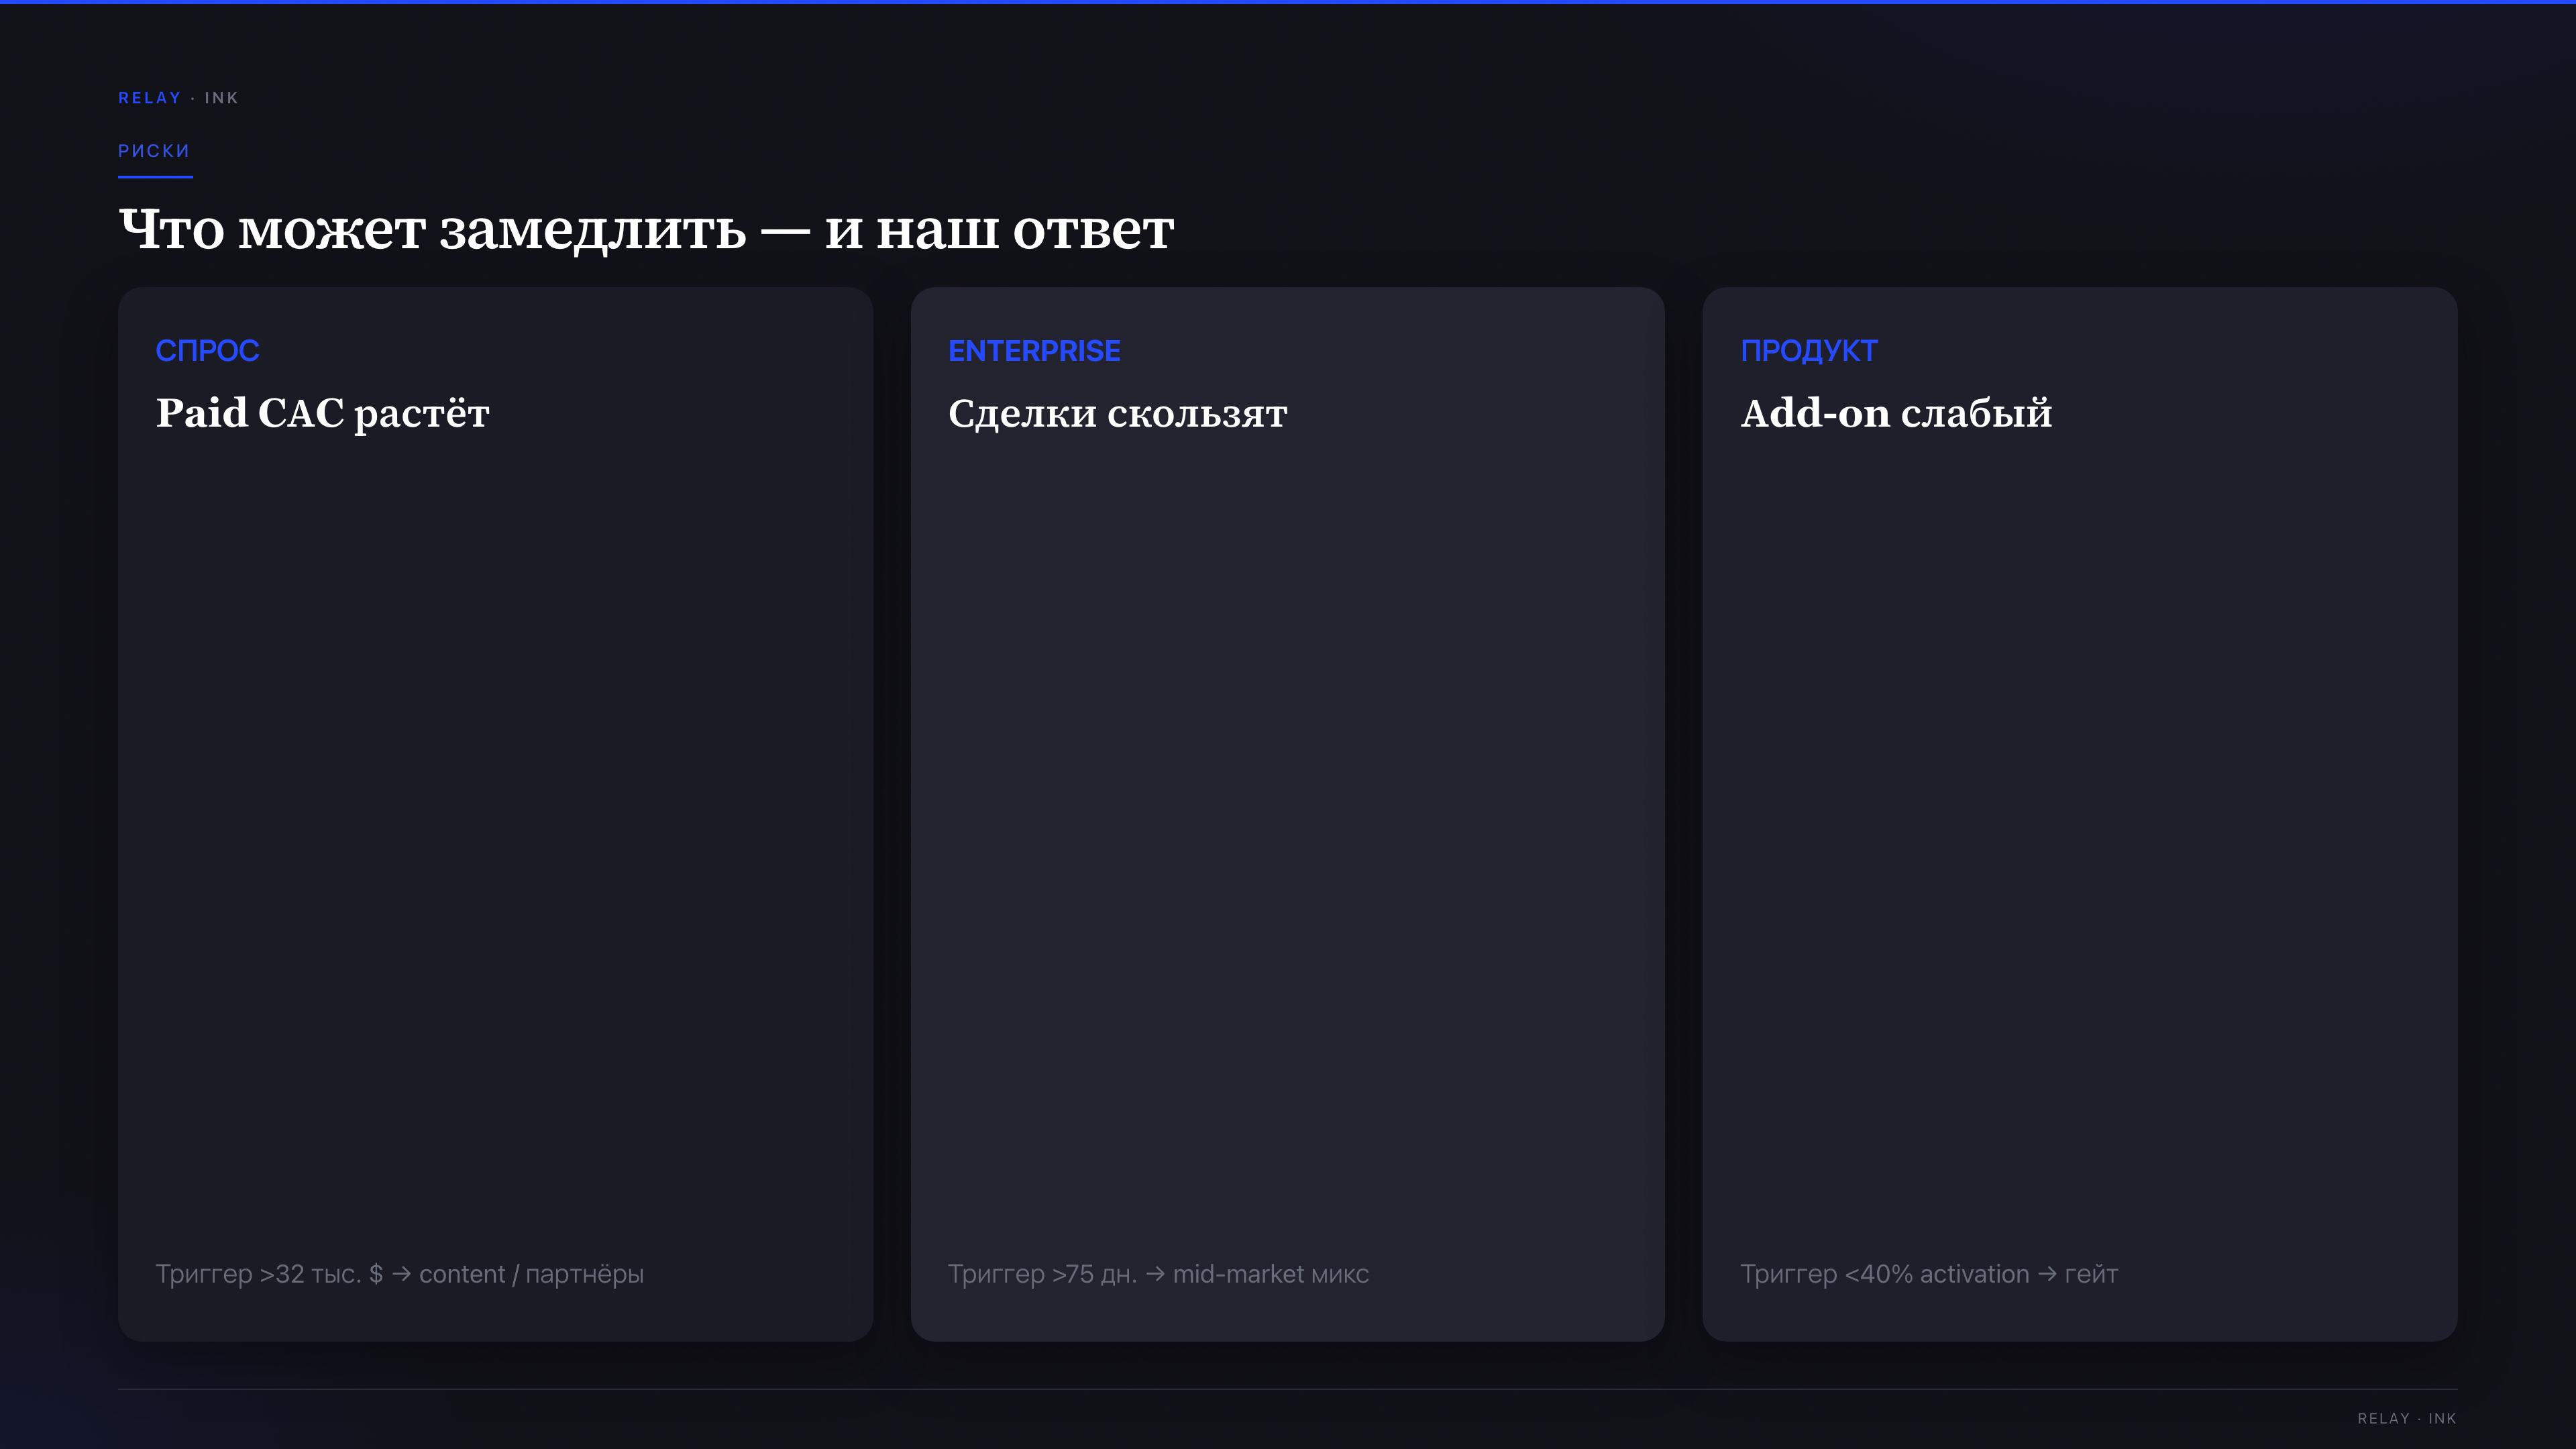 RELAY · INK
РИСКИ
Что может замедлить — и наш ответ
СПРОС
Paid CAC растёт
Триггер >32 тыс. $ → content / партнёры
ENTERPRISE
Сделки скользят
Триггер >75 дн. → mid-market микс
ПРОДУКТ
Add-on слабый
Триггер <40% activation → гейт
RELAY · INK